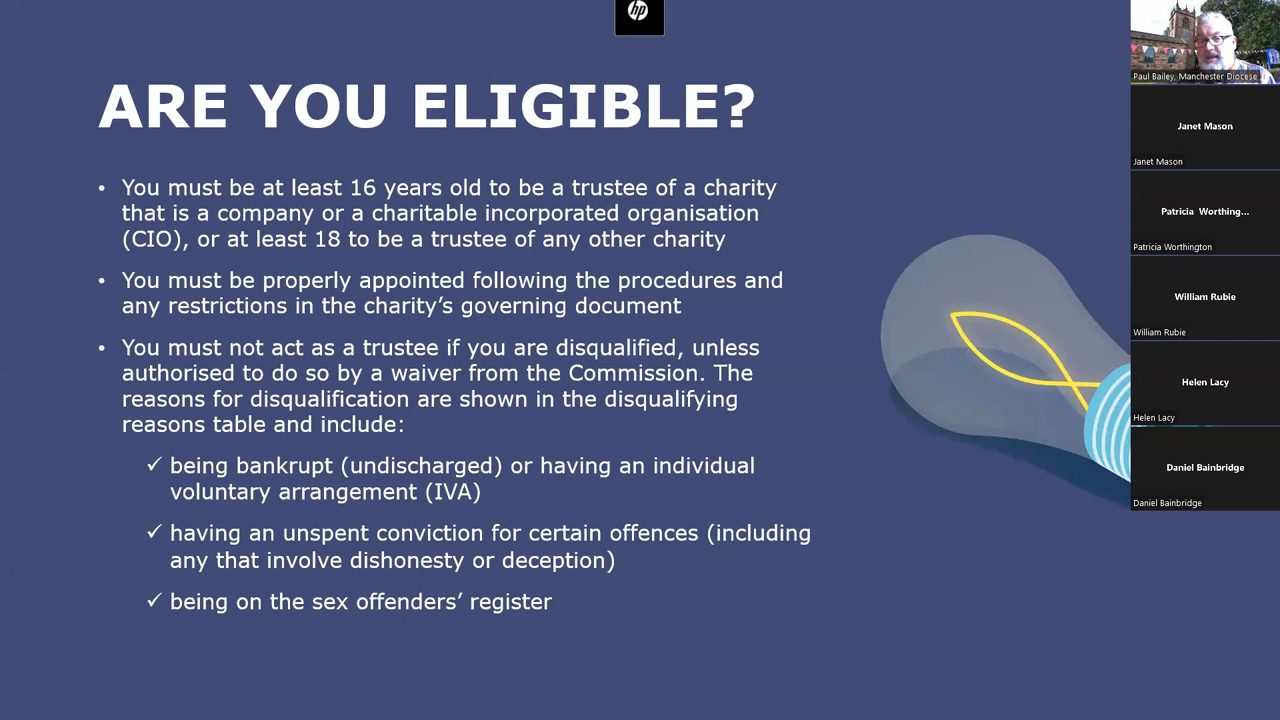 hp
ARE YOU ELIGIBLE?
• You must be at least 16 years old to be a trustee of a charity
that is a company or a charitable incorporated organisation
(CIO), or at least 18 to be a trustee of any other charity
• You must be properly appointed following the procedures and
any restrictions in the charity’s governing document
• You must not act as a trustee if you are disqualified, unless
authorised to do so by a waiver from the Commission. The
reasons for disqualification are shown in the disqualifying
reasons table and include:
✓ being bankrupt (undischarged) or having an individual
voluntary arrangement (IVA)
✓ having an unspent conviction for certain offences (including
any that involve dishonesty or deception)
✓ being on the sex offenders’ register
Paul Bailey, Manchester Diocese
Janet Mason
Janet Mason
Patricia Worthing...
Patricia Worthington
William Rubie
William Rubie
Helen Lacy
Helen Lacy
Daniel Bainbridge
Daniel Bainbridge